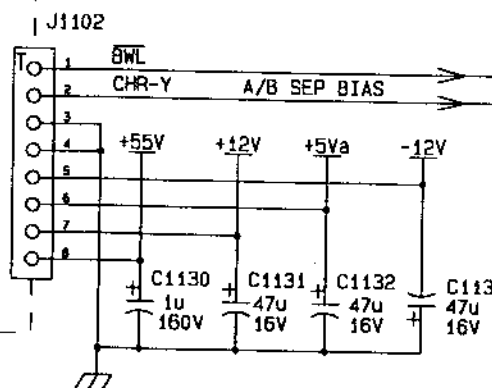 J1102
T
1 BWL
2 CHR-Y A/B SEP BIAS
3
4
5
6
7
8
+55V +12V +5Va -12V
+ C1130 1u 160V
+ C1131 47u 16V
+ C1132 47u 16V
C113 47u 16V +